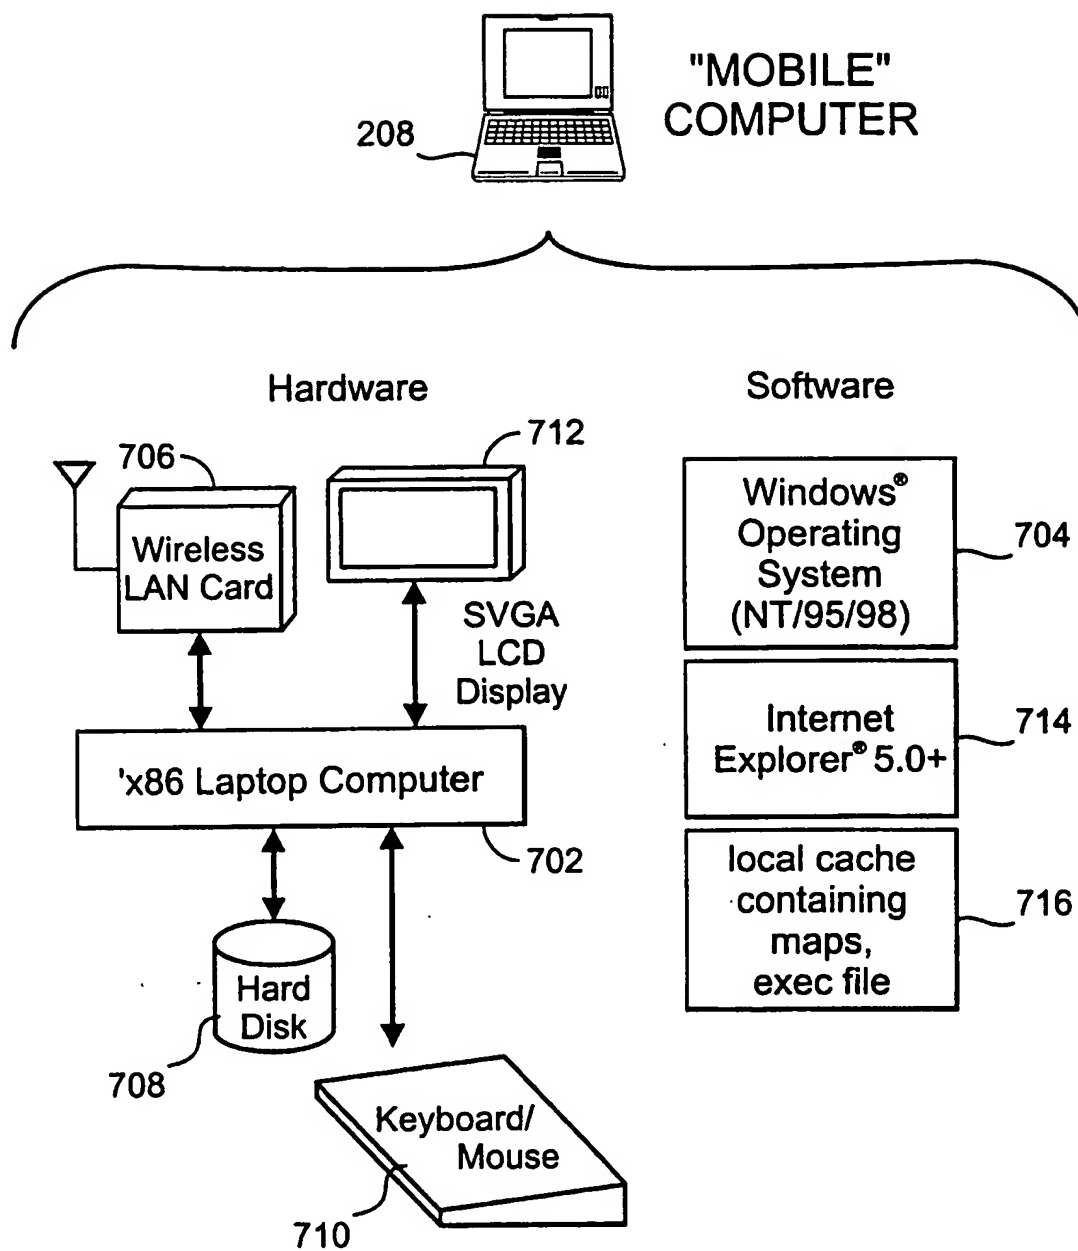 "MOBILE"
COMPUTER
208
Hardware
Software
706
712
Wireless
LAN Card
SVGA
LCD
Display
Windows®
Operating
System
(NT/95/98)
704
Internet
Explorer® 5.0+
714
'x86 Laptop Computer
702
local cache
containing
maps,
exec file
716
Hard
Disk
708
Keyboard/
Mouse
710